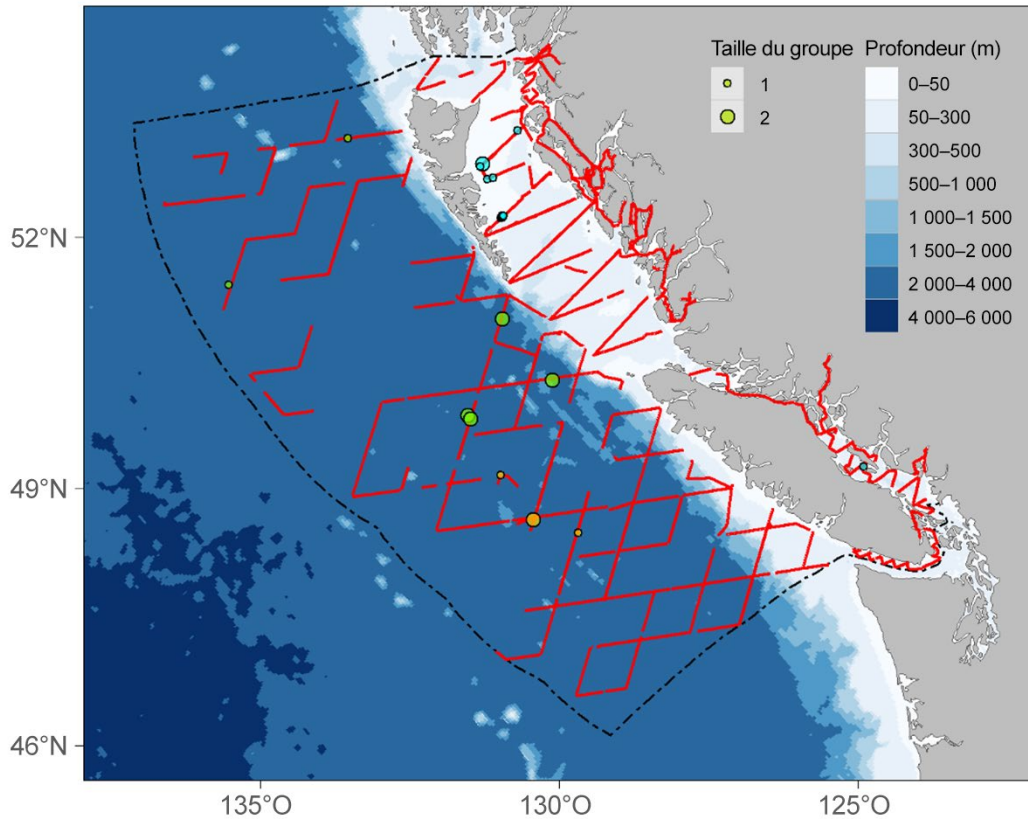 Taille du groupe
1
2
Profondeur (m)
0–50
50–300
300–500
500–1 000
1 000–1 500
1 500–2 000
2 000–4 000
4 000–6 000
52°N
49°N
46°N
135°O
130°O
125°O